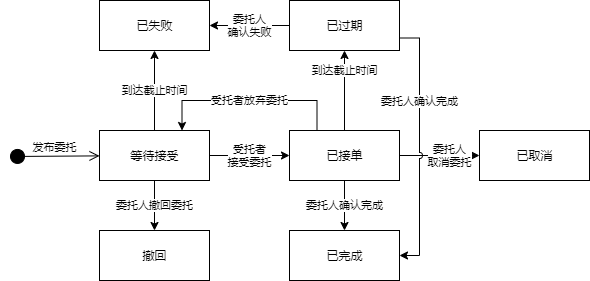 已失败
委托人
确认失败
已过期
到达截止时间
到达截止时间
受托者放弃委托
委托人确认完成
发布委托
等待接受
受托者
接受委托
已接单
委托人
取消委托
已取消
委托人撤回委托
委托人确认完成
撤回
已完成